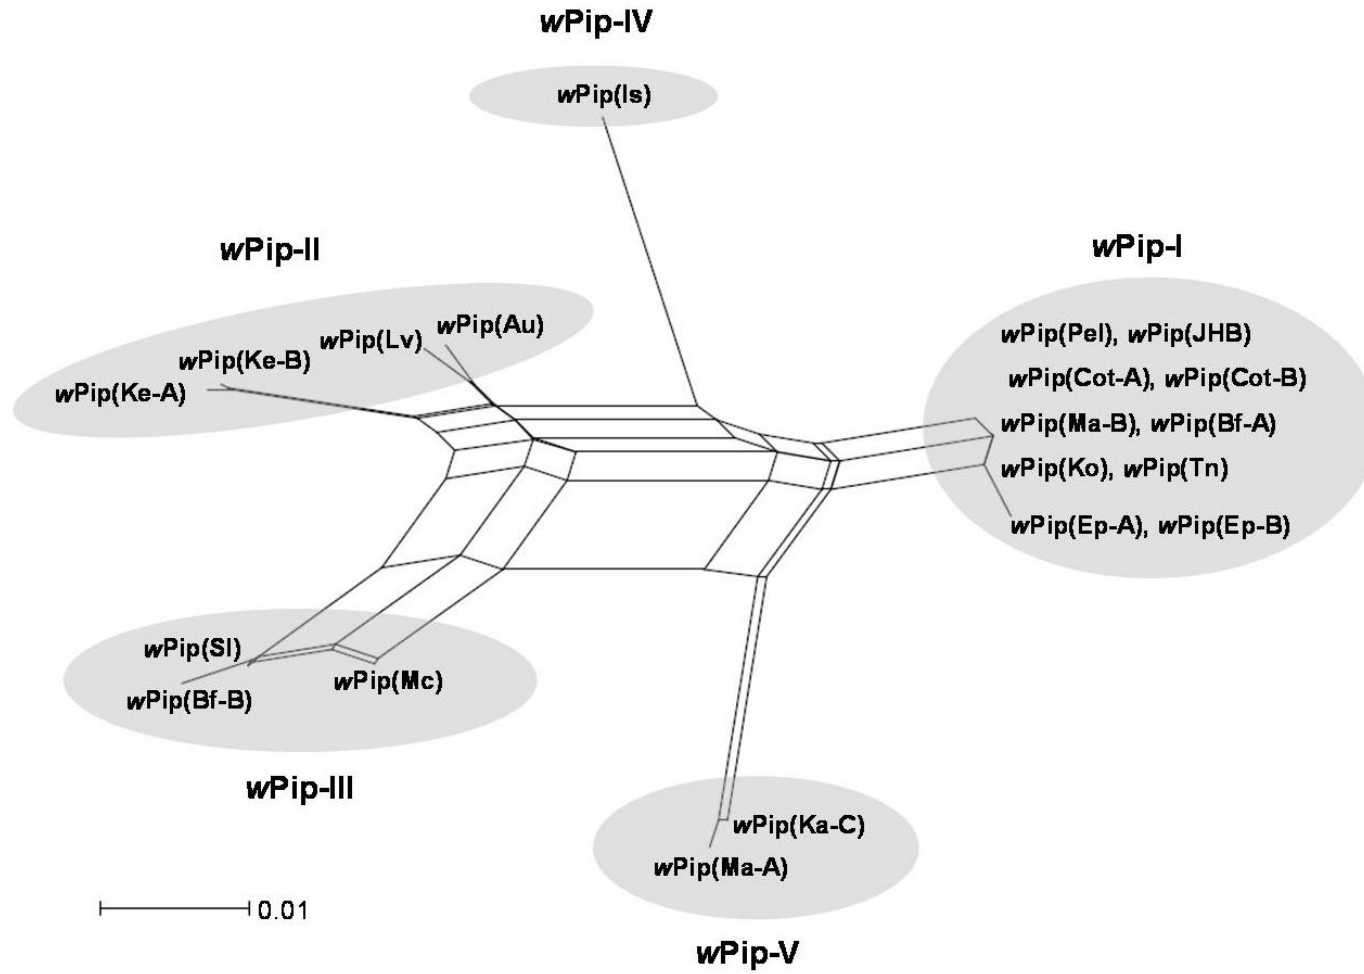 wPip-IV
wPip(Is)
wPip-II
wPip-I
wPip(Au)
wPip(Lv)
wPip(Ke-B)
wPip(Ke-A)
wPip(Pel), wPip(JHB)
wPip(Cot-A), wPip(Cot-B)
wPip(Ma-B), wPip(Bf-A)
wPip(Ko), wPip(Tn)
wPip(Ep-A), wPip(Ep-B)
wPip(Sl)
wPip(Mc)
wPip(Bf-B)
wPip-III
wPip(Ka-C)
wPip(Ma-A)
0.01
wPip-V